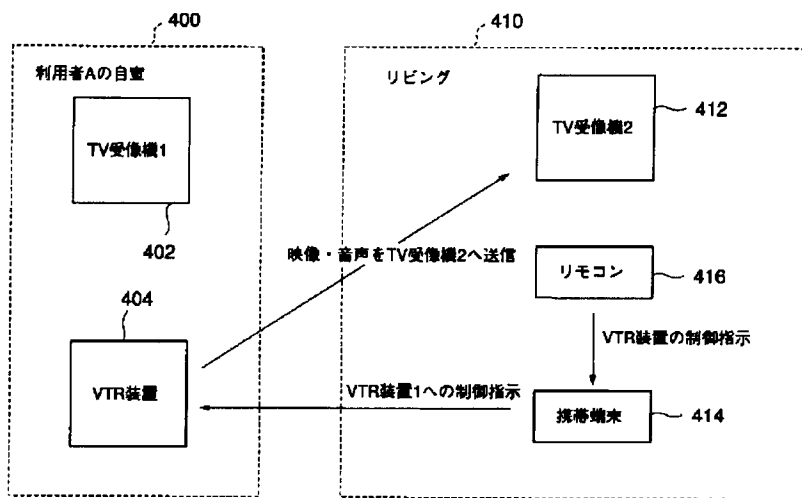 400
利用者Aの自室
TV受像機1
402
404
VTR装置
410
リビング
TV受像機2
412
映像・音声をTV受像機2へ送信
リモコン
416
VTR装置の制御指示
VTR装置1への制御指示
携帯端末
414